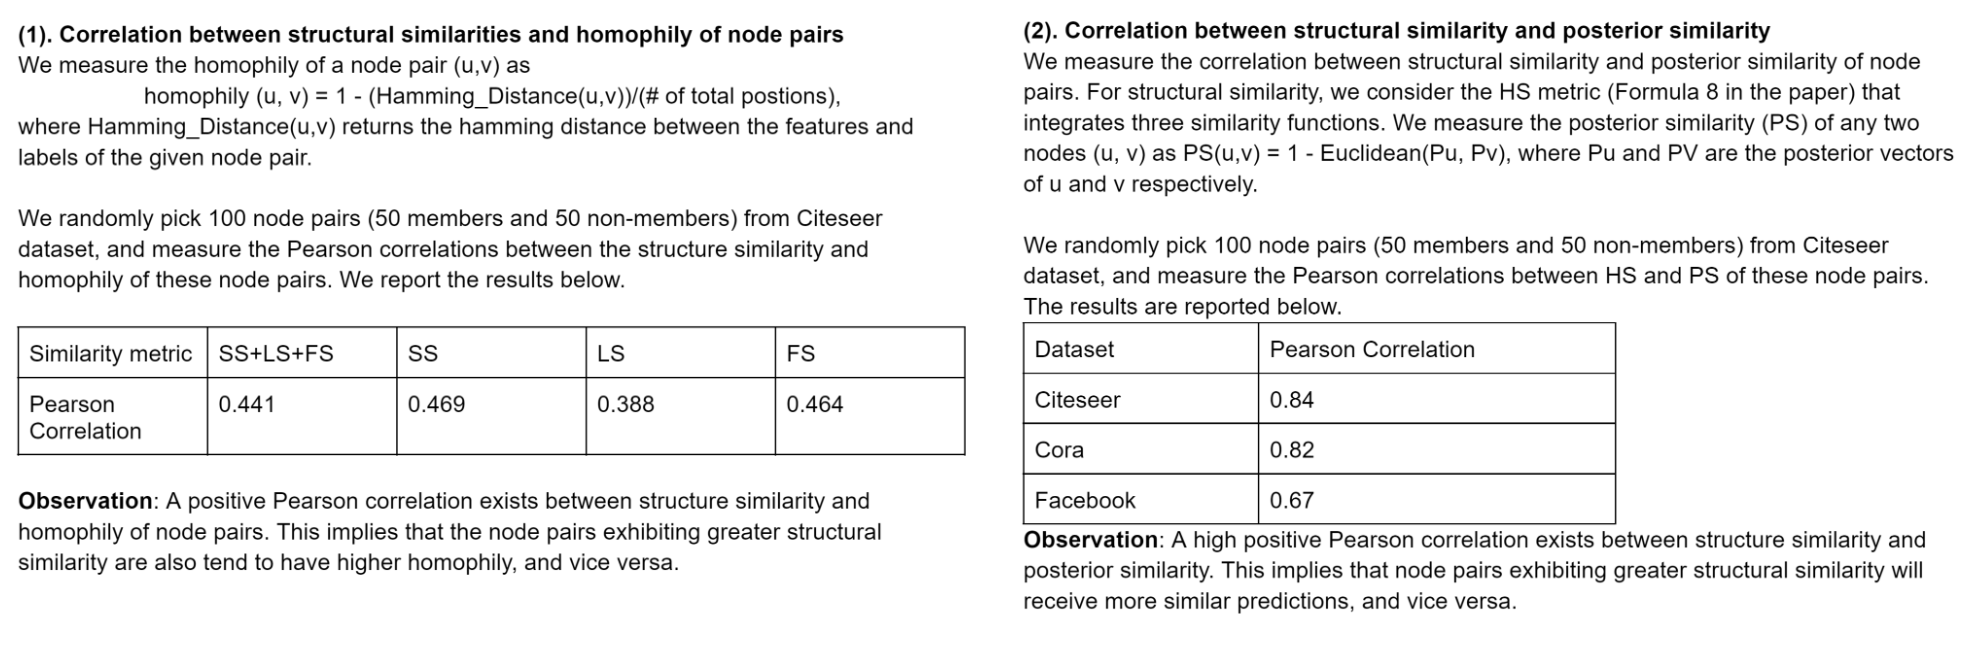 (1). Correlation between structural similarities and homophily of node pairs
We measure the homophily of a node pair (u,v) as
homophily (u, v) = 1 - (Hamming_Distance(u,v))/(# of total postions),
where Hamming_Distance(u,v) returns the hamming distance between the features and
labels of the given node pair.
We randomly pick 100 node pairs (50 members and 50 non-members) from Citeseer
dataset, and measure the Pearson correlations between the structure similarity and
homophily of these node pairs. We report the results below.
Similarity metric SS+LS+FS SS LS FS
Pearson 0.441 0.469 0.388 0.464
Correlation
Observation: A positive Pearson correlation exists between structure similarity and
homophily of node pairs. This implies that the node pairs exhibiting greater structural
similarity are also tend to have higher homophily, and vice versa.
(2). Correlation between structural similarity and posterior similarity
We measure the correlation between structural similarity and posterior similarity of node
pairs. For structural similarity, we consider the HS metric (Formula 8 in the paper) that
integrates three similarity functions. We measure the posterior similarity (PS) of any two
nodes (u, v) as PS(u,v) = 1 - Euclidean(Pu, Pv), where Pu and PV are the posterior vectors
of u and v respectively.
We randomly pick 100 node pairs (50 members and 50 non-members) from Citeseer
dataset, and measure the Pearson correlations between HS and PS of these node pairs.
The results are reported below.
Dataset Pearson Correlation
Citeseer 0.84
Cora 0.82
Facebook 0.67
Observation: A high positive Pearson correlation exists between structure similarity and
posterior similarity. This implies that node pairs exhibiting greater structural similarity will
receive more similar predictions, and vice versa.